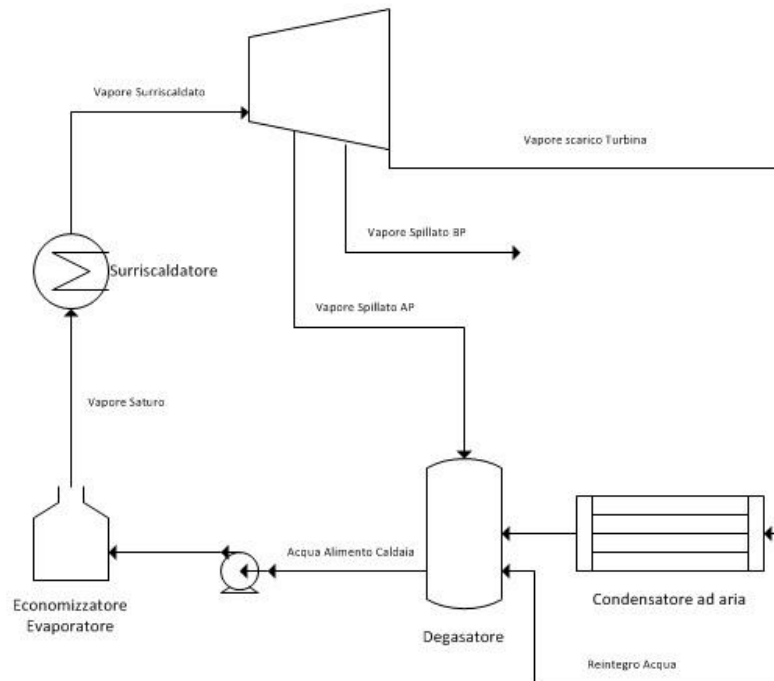 Vapore Surriscaldato
Vapore scarico Turbina
Vapore Spillato BP
Surriscaldatore
Vapore Spillato AP
Vapore Saturo
Acqua Alimento Caldaia
Economizzatore
Evaporatore
Condensatore ad aria
Degasatore
Reintegro Acqua